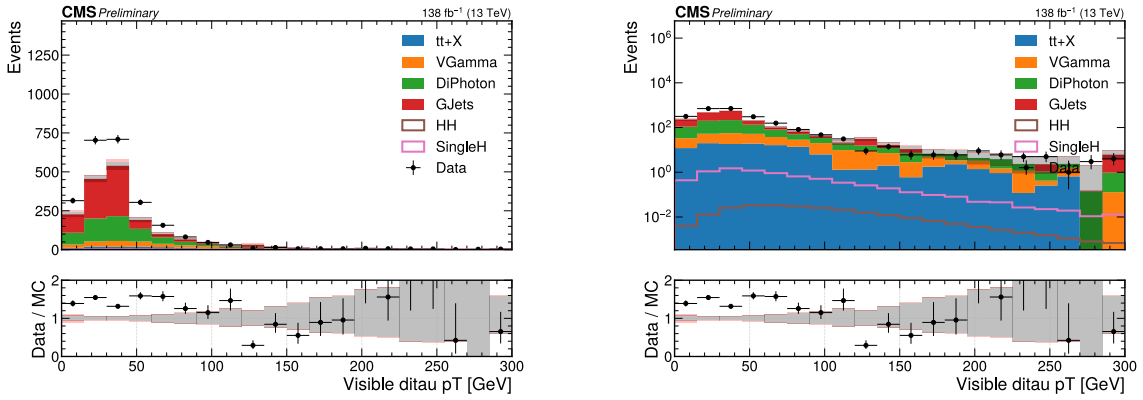 CMS Preliminary 138 fb⁻¹ (13 TeV)
Events
1250
1000
750
500
250
0
tt+X
VGamma
DiPhoton
GJets
HH
SingleH
Data
Data / MC
2
1
0
0 50 100 150 200 250 300
Visible ditau pT [GeV]
CMS Preliminary 138 fb⁻¹ (13 TeV)
Events
10⁶
10⁴
10²
10⁰
10⁻²
tt+X
VGamma
DiPhoton
GJets
HH
SingleH
Data
Data / MC
2
1
0
0 50 100 150 200 250 300
Visible ditau pT [GeV]